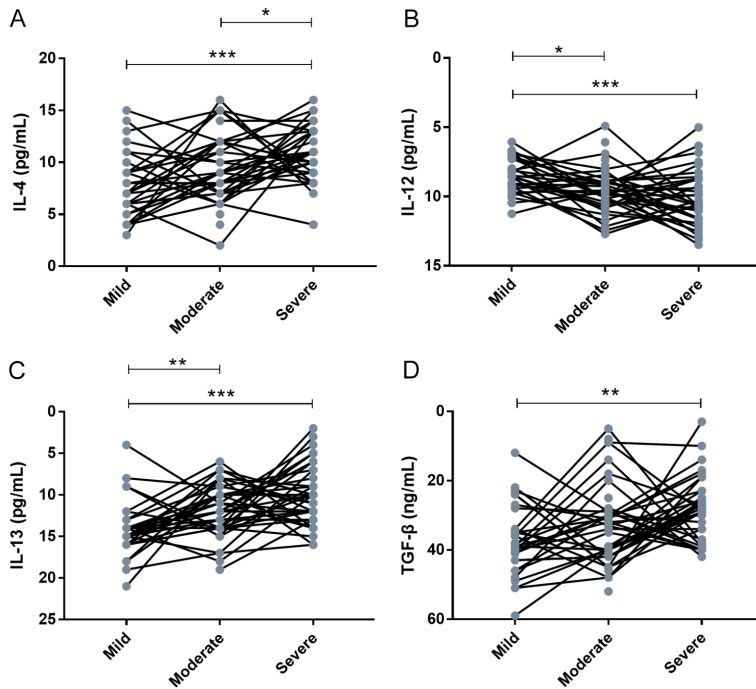 A
*
***
20
15
10
5
0
IL-4 (pg/mL)
Mild
Moderate
Severe
B
*
***
0
5
10
15
IL-12 (pg/mL)
Mild
Moderate
Severe
C
**
***
0
5
10
15
20
25
IL-13 (pg/mL)
Mild
Moderate
Severe
D
**
0
20
40
60
TGF-β (ng/mL)
Mild
Moderate
Severe